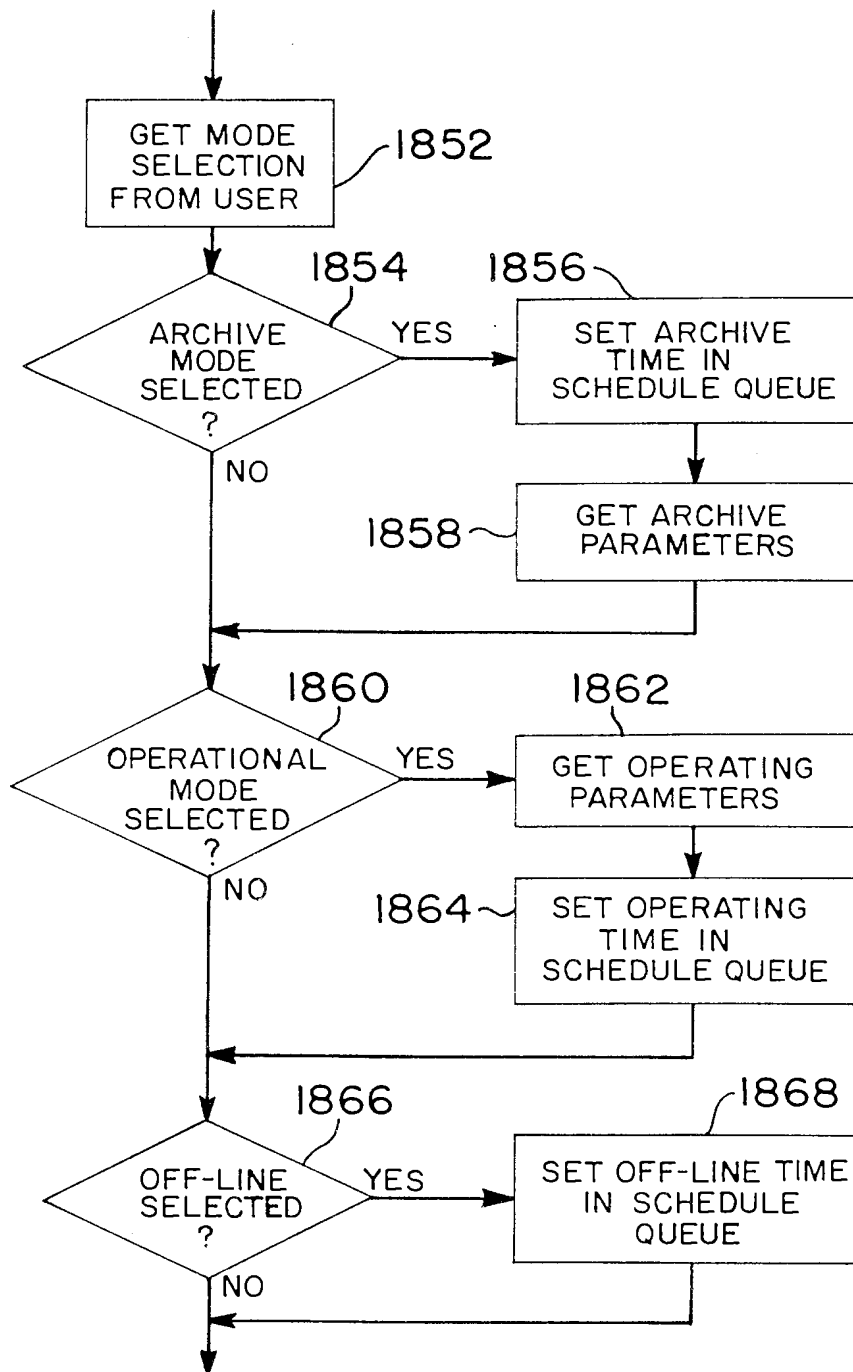 GET MODE
SELECTION
FROM USER
1852
1854
ARCHIVE
MODE
SELECTED
?
YES
NO
1856
SET ARCHIVE
TIME IN
SCHEDULE QUEUE
1858
GET ARCHIVE
PARAMETERS
1860
OPERATIONAL
MODE
SELECTED
?
YES
NO
1862
GET OPERATING
PARAMETERS
1864
SET OPERATING
TIME IN
SCHEDULE QUEUE
1866
OFF-LINE
SELECTED
?
YES
NO
1868
SET OFF-LINE TIME
IN SCHEDULE
QUEUE